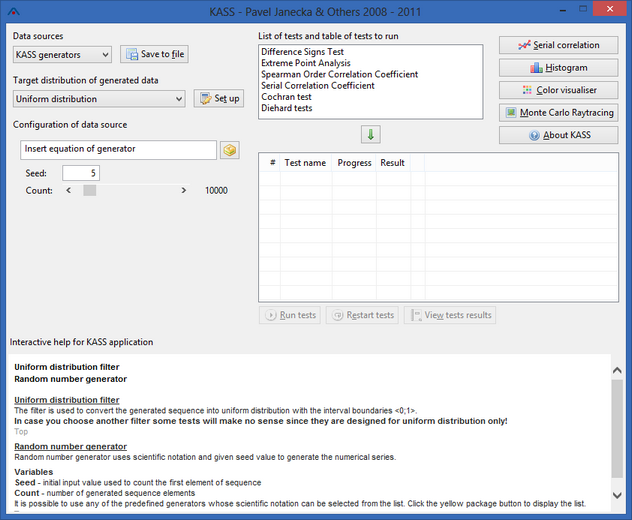 KASS - Pavel Janecka & Others 2008 - 2011
Data sources
KASS generators
Save to file
Target distribution of generated data
Uniform distribution
Set up
Configuration of data source
Insert equation of generator
Seed:
5
Count:
10000
List of tests and table of tests to run
Difference Signs Test
Extreme Point Analysis
Spearman Order Correlation Coefficient
Serial Correlation Coefficient
Cochran test
Diehard tests
Serial correlation
Histogram
Color visualiser
Monte Carlo Raytracing
About KASS
# Test name Progress Result
Run tests
Restart tests
View tests results
Interactive help for KASS application
Uniform distribution filter
Random number generator
Uniform distribution filter
The filter is used to convert the generated sequence into uniform distribution with the interval boundaries <0;1>.
In case you choose another filter some tests will make no sense since they are designed for uniform distribution only!
Top
Random number generator
Random number generator uses scientific notation and given seed value to generate the numerical series.
Variables
Seed - initial input value used to count the first element of sequence
Count - number of generated sequence elements
It is possible to use any of the predefined generators whose scientific notation can be selected from the list. Click the yellow package button to display the list.